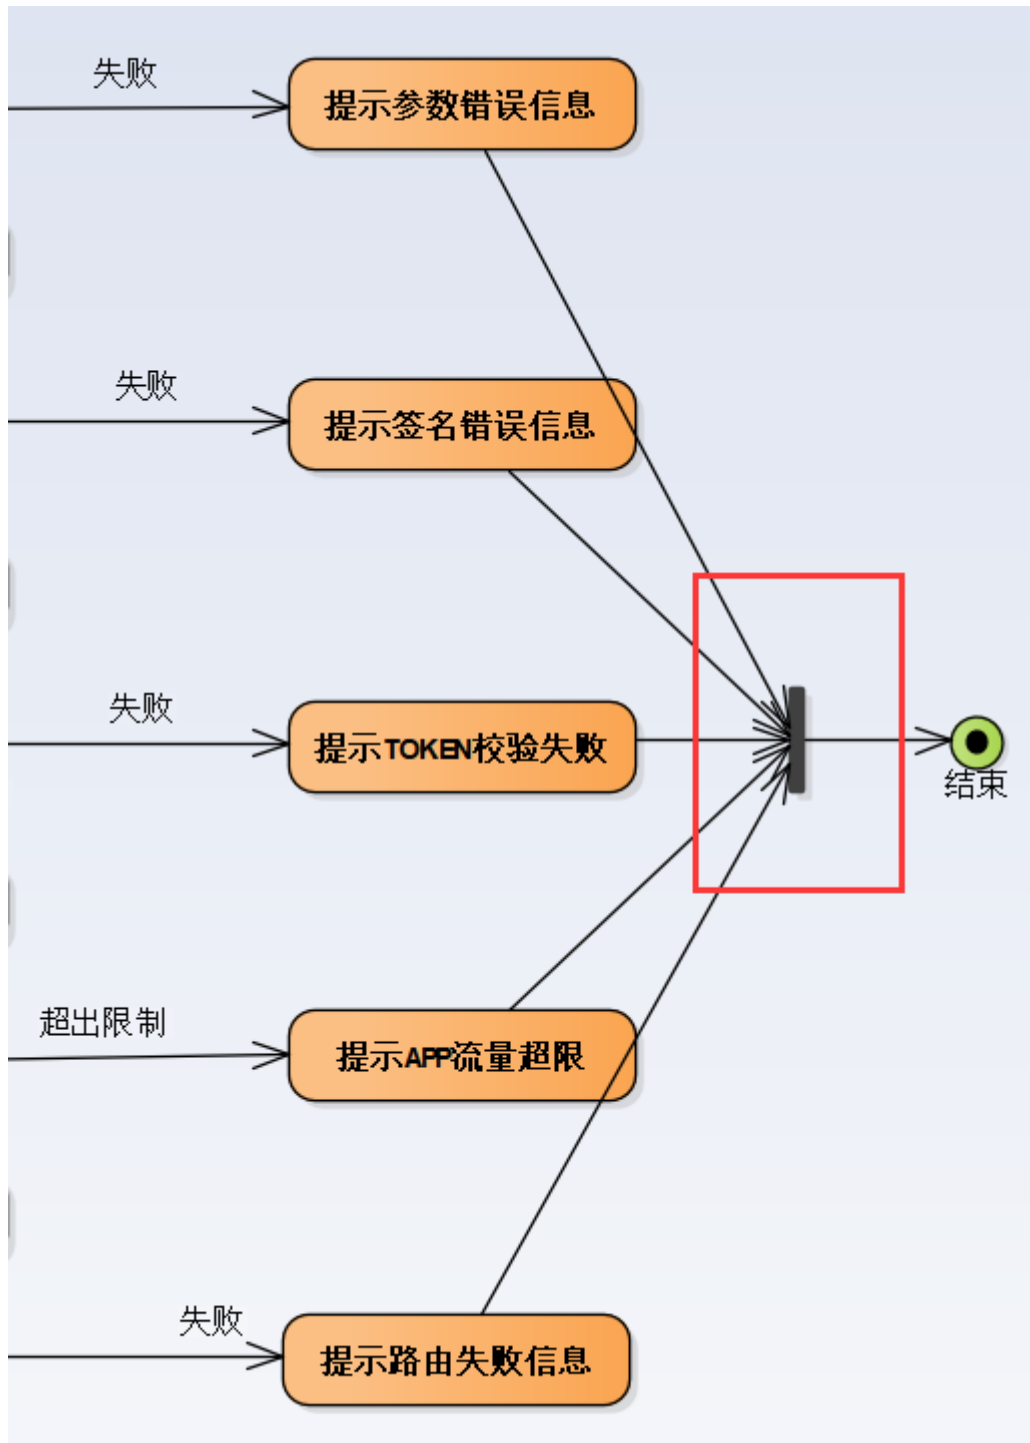 失败
提示参数错误信息
失败
提示签名错误信息
失败
提示TOKEN校验失败
结束
超出限制
提示APP流量超限
失败
提示路由失败信息